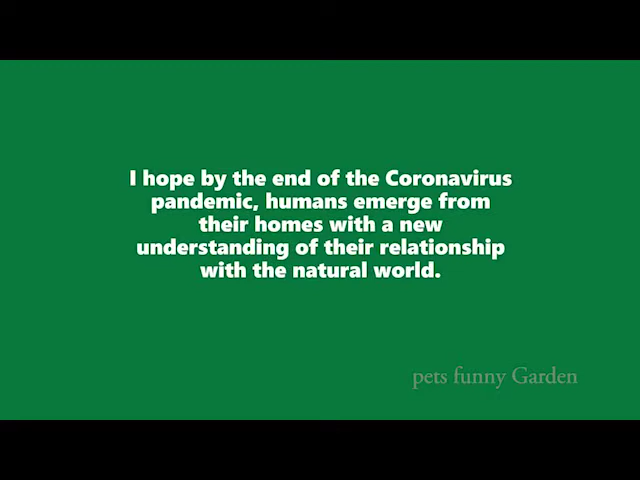 I hope by the end of the Coronavirus
pandemic, humans emerge from
their homes with a new
understanding of their relationship
with the natural world.
pets funny Garden